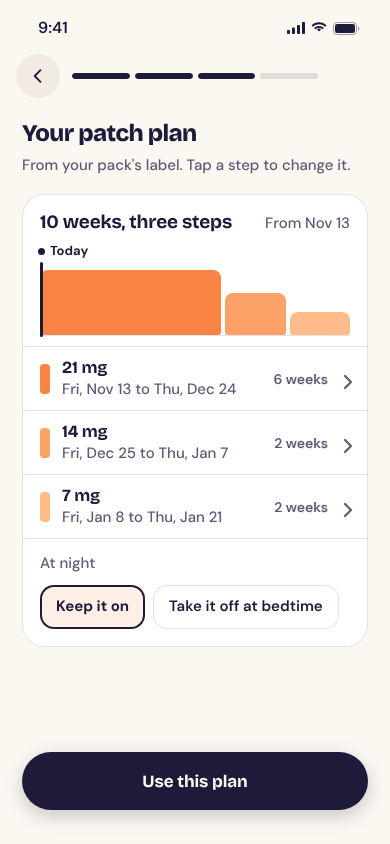 9:41
Your patch plan
From your pack's label. Tap a step to change it.
10 weeks, three steps
From Nov 13
Today
21 mg
Fri, Nov 13 to Thu, Dec 24
6 weeks
14 mg
Fri, Dec 25 to Thu, Jan 7
2 weeks
7 mg
Fri, Jan 8 to Thu, Jan 21
2 weeks
At night
Keep it on
Take it off at bedtime
Use this plan